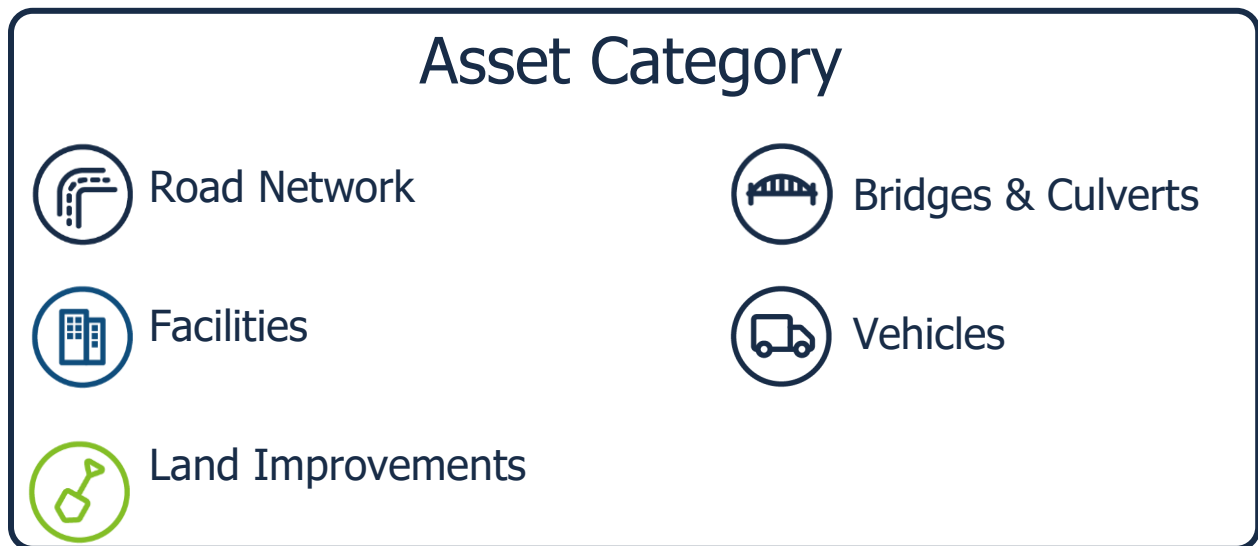 Asset Category
Road Network
Bridges & Culverts
Facilities
Vehicles
Land Improvements